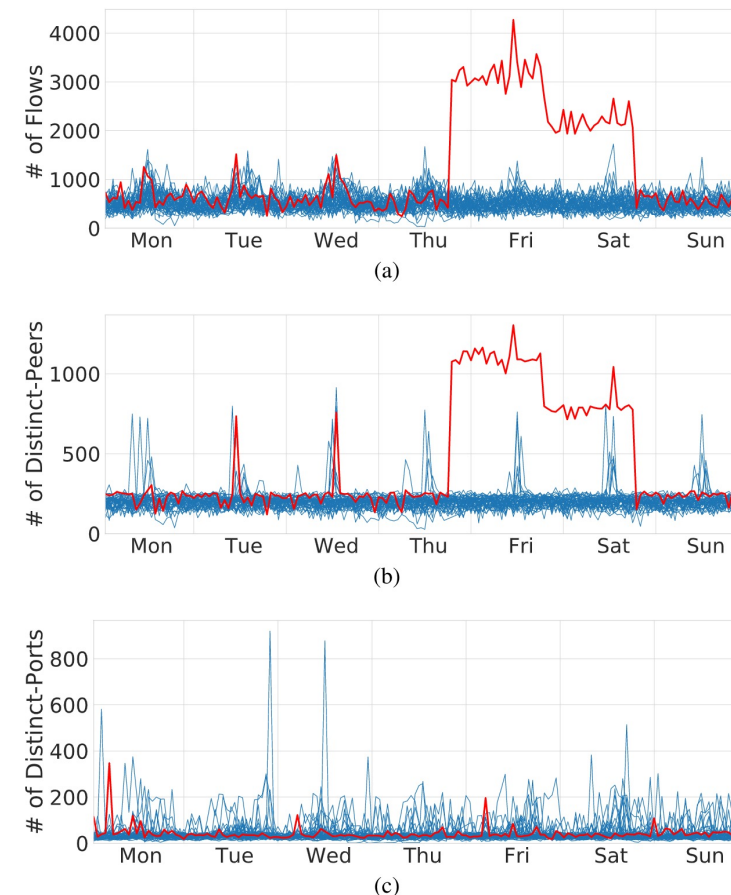 # of Flows
4000
3000
2000
1000
0
Mon Tue Wed Thu Fri Sat Sun
(a)
# of Distinct-Peers
1000
500
0
Mon Tue Wed Thu Fri Sat Sun
(b)
# of Distinct-Ports
800
600
400
200
0
Mon Tue Wed Thu Fri Sat Sun
(c)